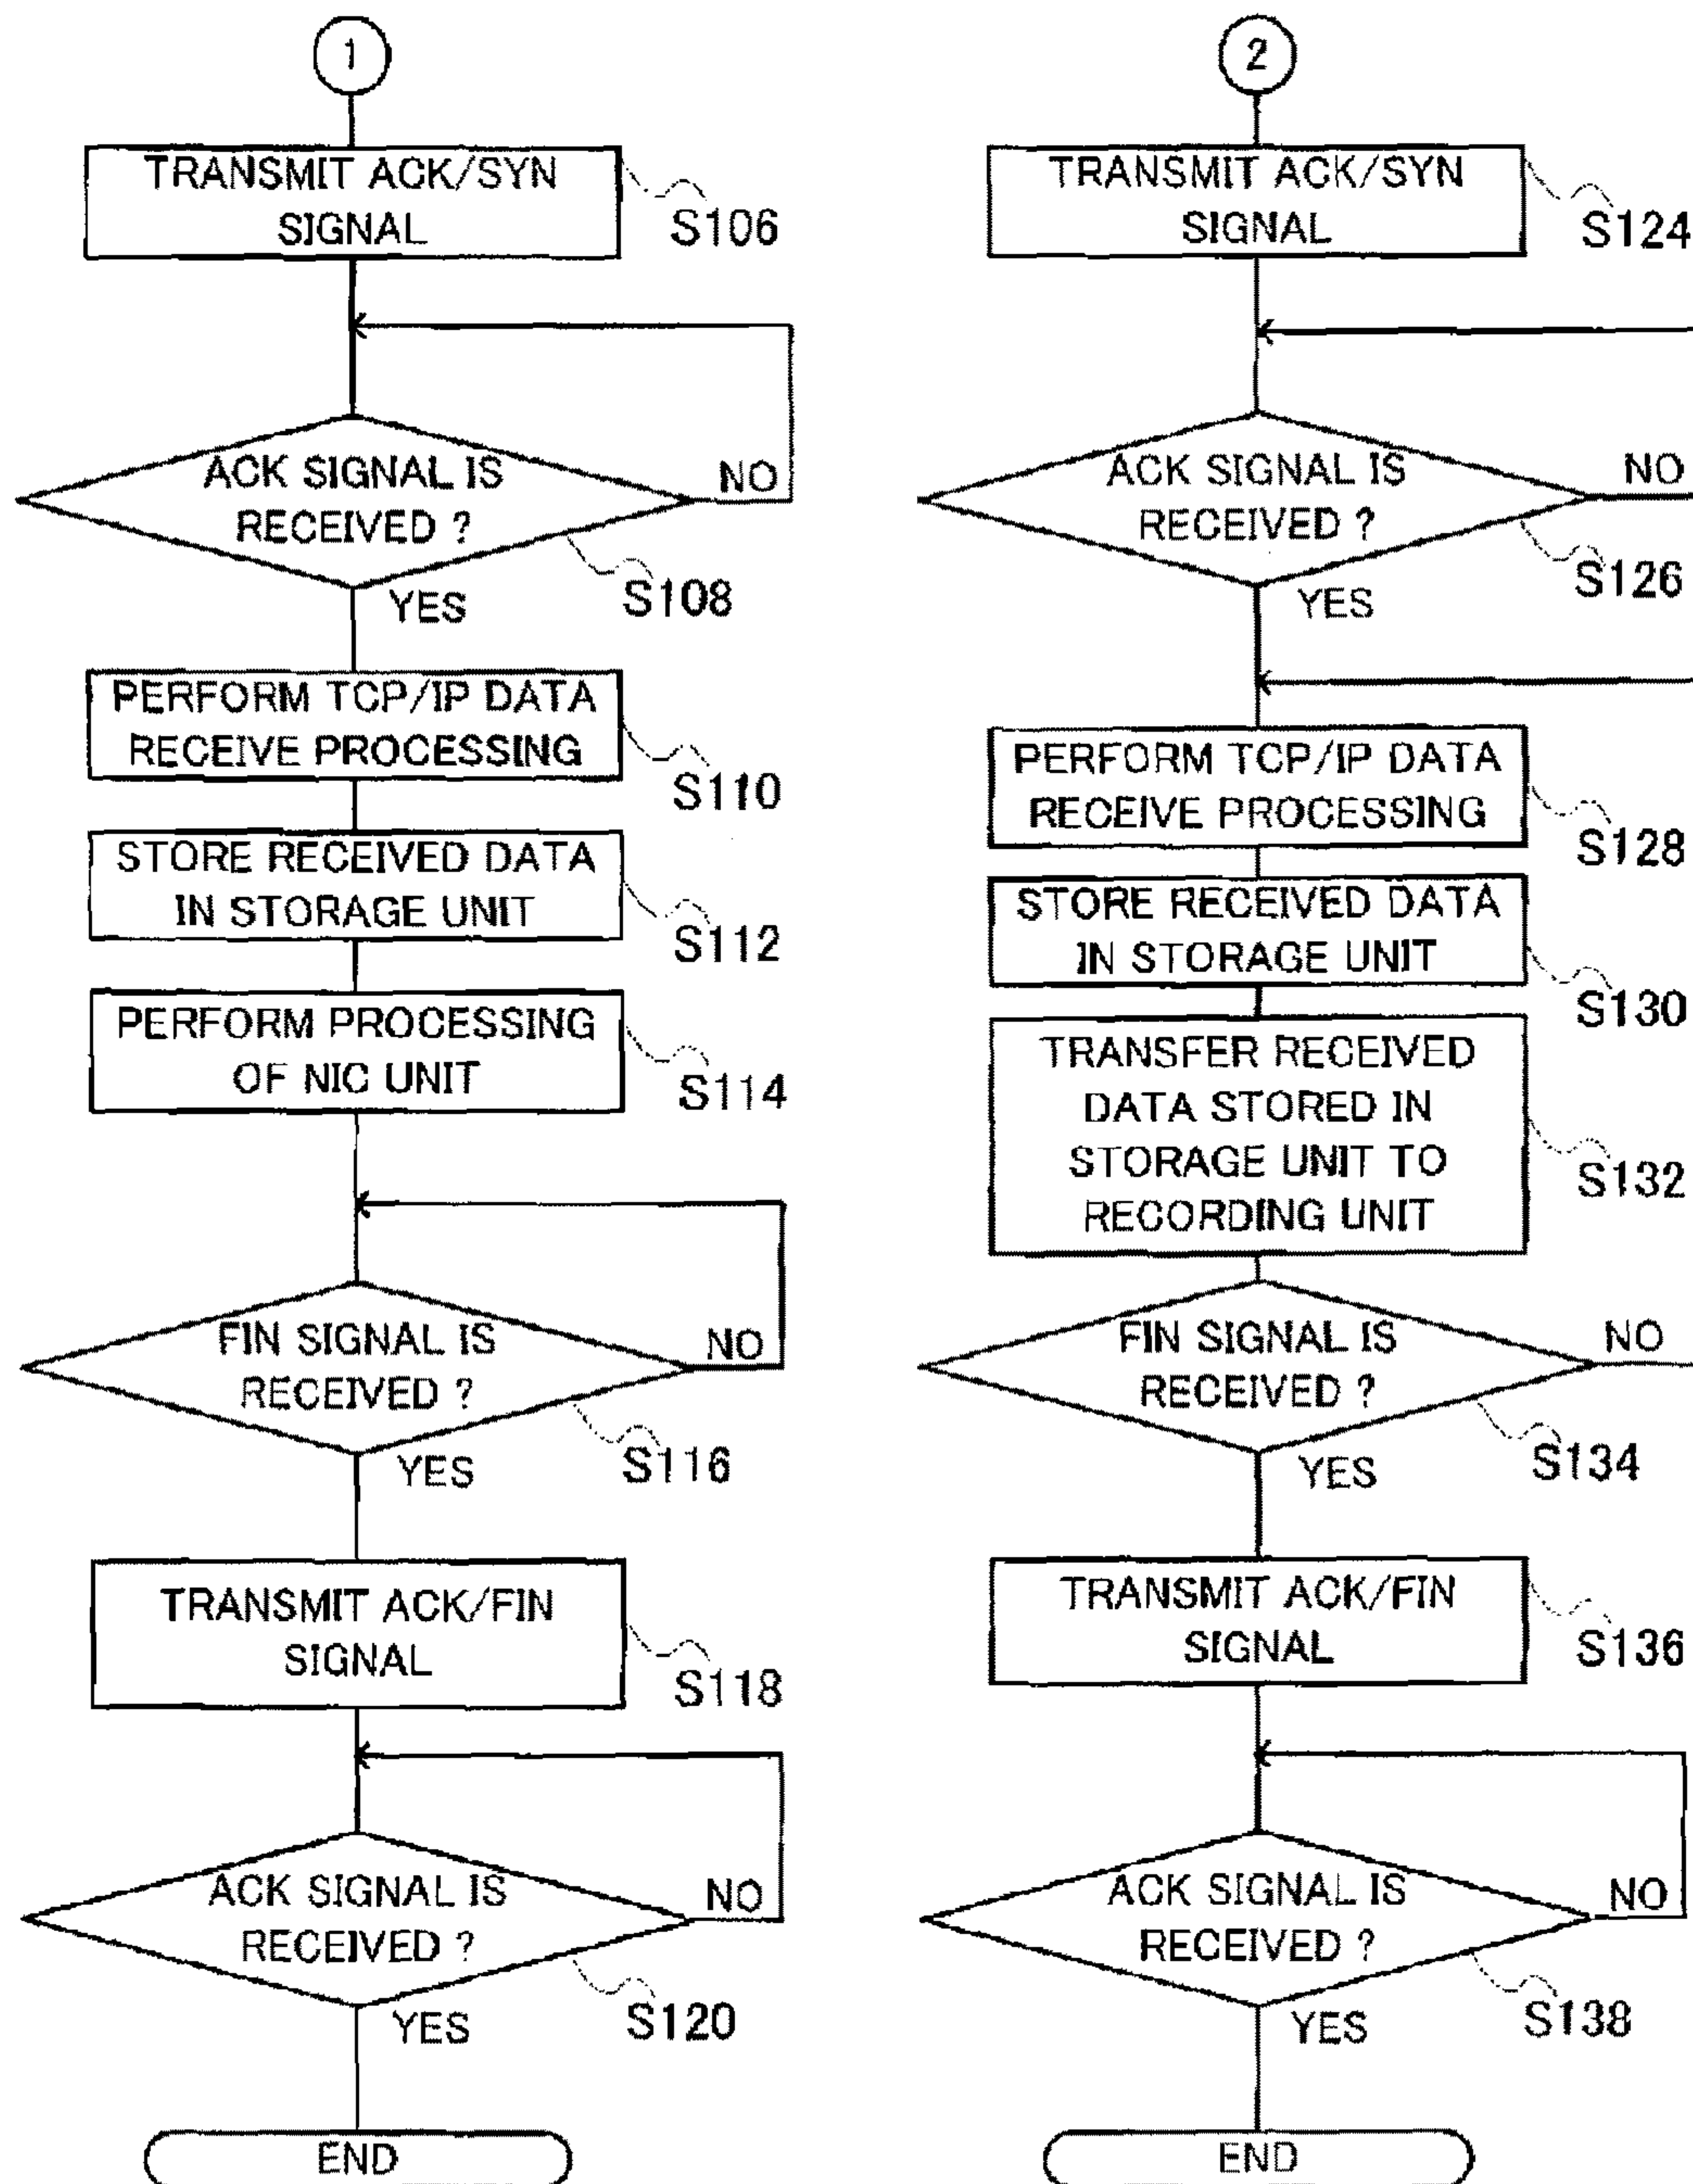 1
TRANSMIT ACK/SYN
SIGNAL
S106
ACK SIGNAL IS
RECEIVED ?
NO
S108
YES
PERFORM TCP/IP DATA
RECEIVE PROCESSING
S110
STORE RECEIVED DATA
IN STORAGE UNIT
S112
PERFORM PROCESSING
OF NIC UNIT
S114
FIN SIGNAL IS
RECEIVED ?
NO
S116
YES
TRANSMIT ACK/FIN
SIGNAL
S118
ACK SIGNAL IS
RECEIVED ?
NO
S120
YES
END
2
TRANSMIT ACK/SYN
SIGNAL
S124
ACK SIGNAL IS
RECEIVED ?
NO
S126
YES
PERFORM TCP/IP DATA
RECEIVE PROCESSING
S128
STORE RECEIVED DATA
IN STORAGE UNIT
S130
TRANSFER RECEIVED
DATA STORED IN
STORAGE UNIT TO
RECORDING UNIT
S132
FIN SIGNAL IS
RECEIVED ?
NO
S134
YES
TRANSMIT ACK/FIN
SIGNAL
S136
ACK SIGNAL IS
RECEIVED ?
NO
S138
YES
END